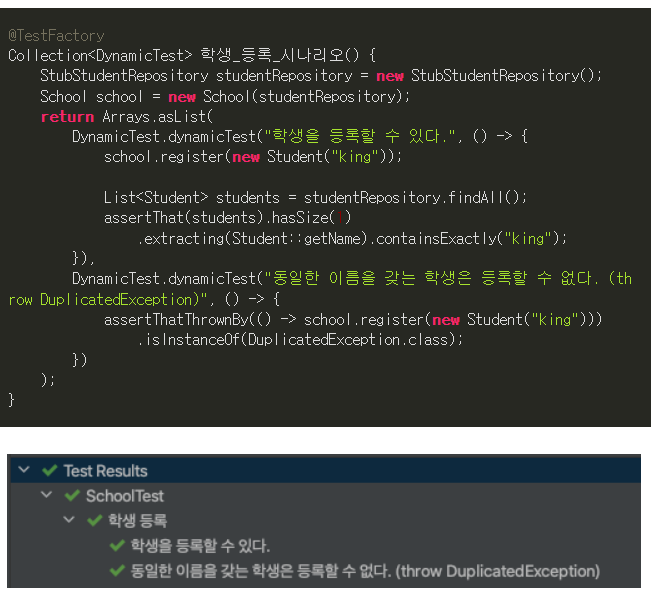 @TestFactory
Collection<DynamicTest> 학생_등록_시나리오() {
    StubStudentRepository studentRepository = new StubStudentRepository();
    School school = new School(studentRepository);
    return Arrays.asList(
        DynamicTest.dynamicTest("학생을 등록할 수 있다.", () -> {
            school.register(new Student("king"));
            List<Student> students = studentRepository.findAll();
            assertThat(students).hasSize(1)
                .extracting(Student::getName).containsExactly("king");
        }),
        DynamicTest.dynamicTest("동일한 이름을 갖는 학생은 등록할 수 없다. (th
row DuplicatedException)", () -> {
            assertThatThrownBy(() -> school.register(new Student("king")))
                .isInstanceOf(DuplicatedException.class);
        })
    );
}
Test Results
SchoolTest
학생 등록
학생을 등록할 수 있다.
동일한 이름을 갖는 학생은 등록할 수 없다. (throw DuplicatedException)